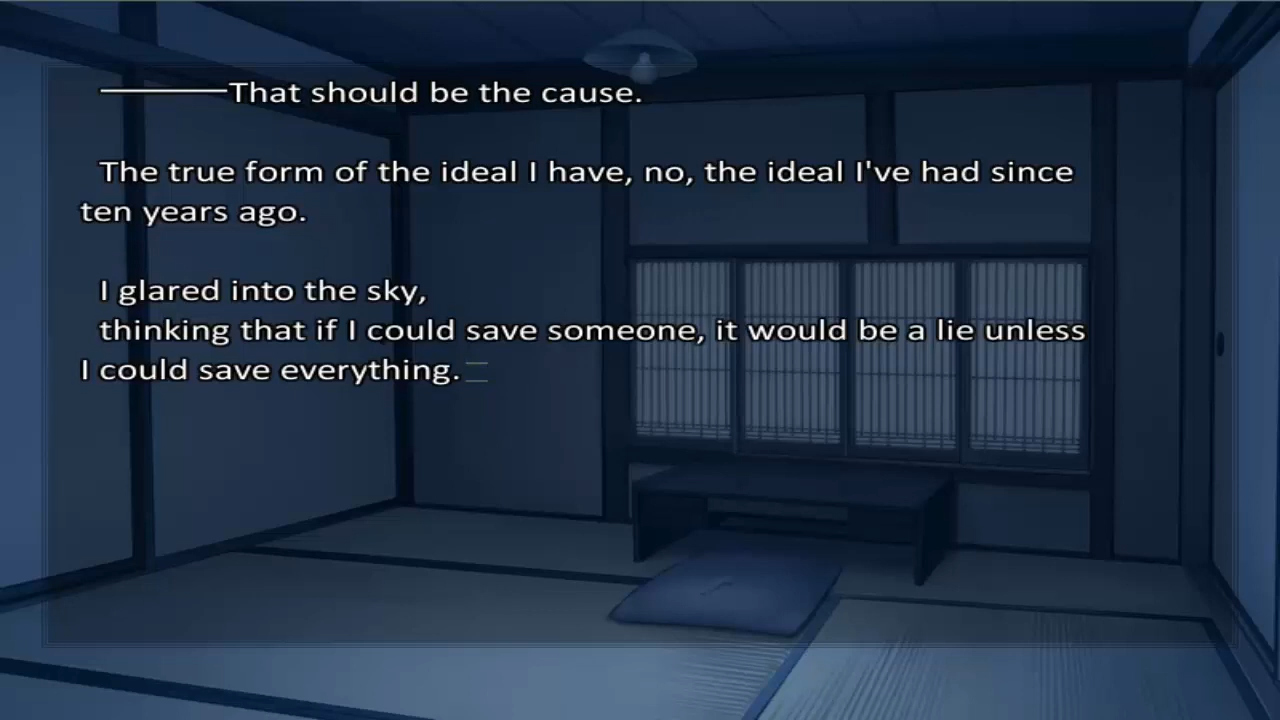 ————That should be the cause.
The true form of the ideal I have, no, the ideal I've had since
ten years ago.
I glared into the sky,
thinking that if I could save someone, it would be a lie unless
I could save everything.